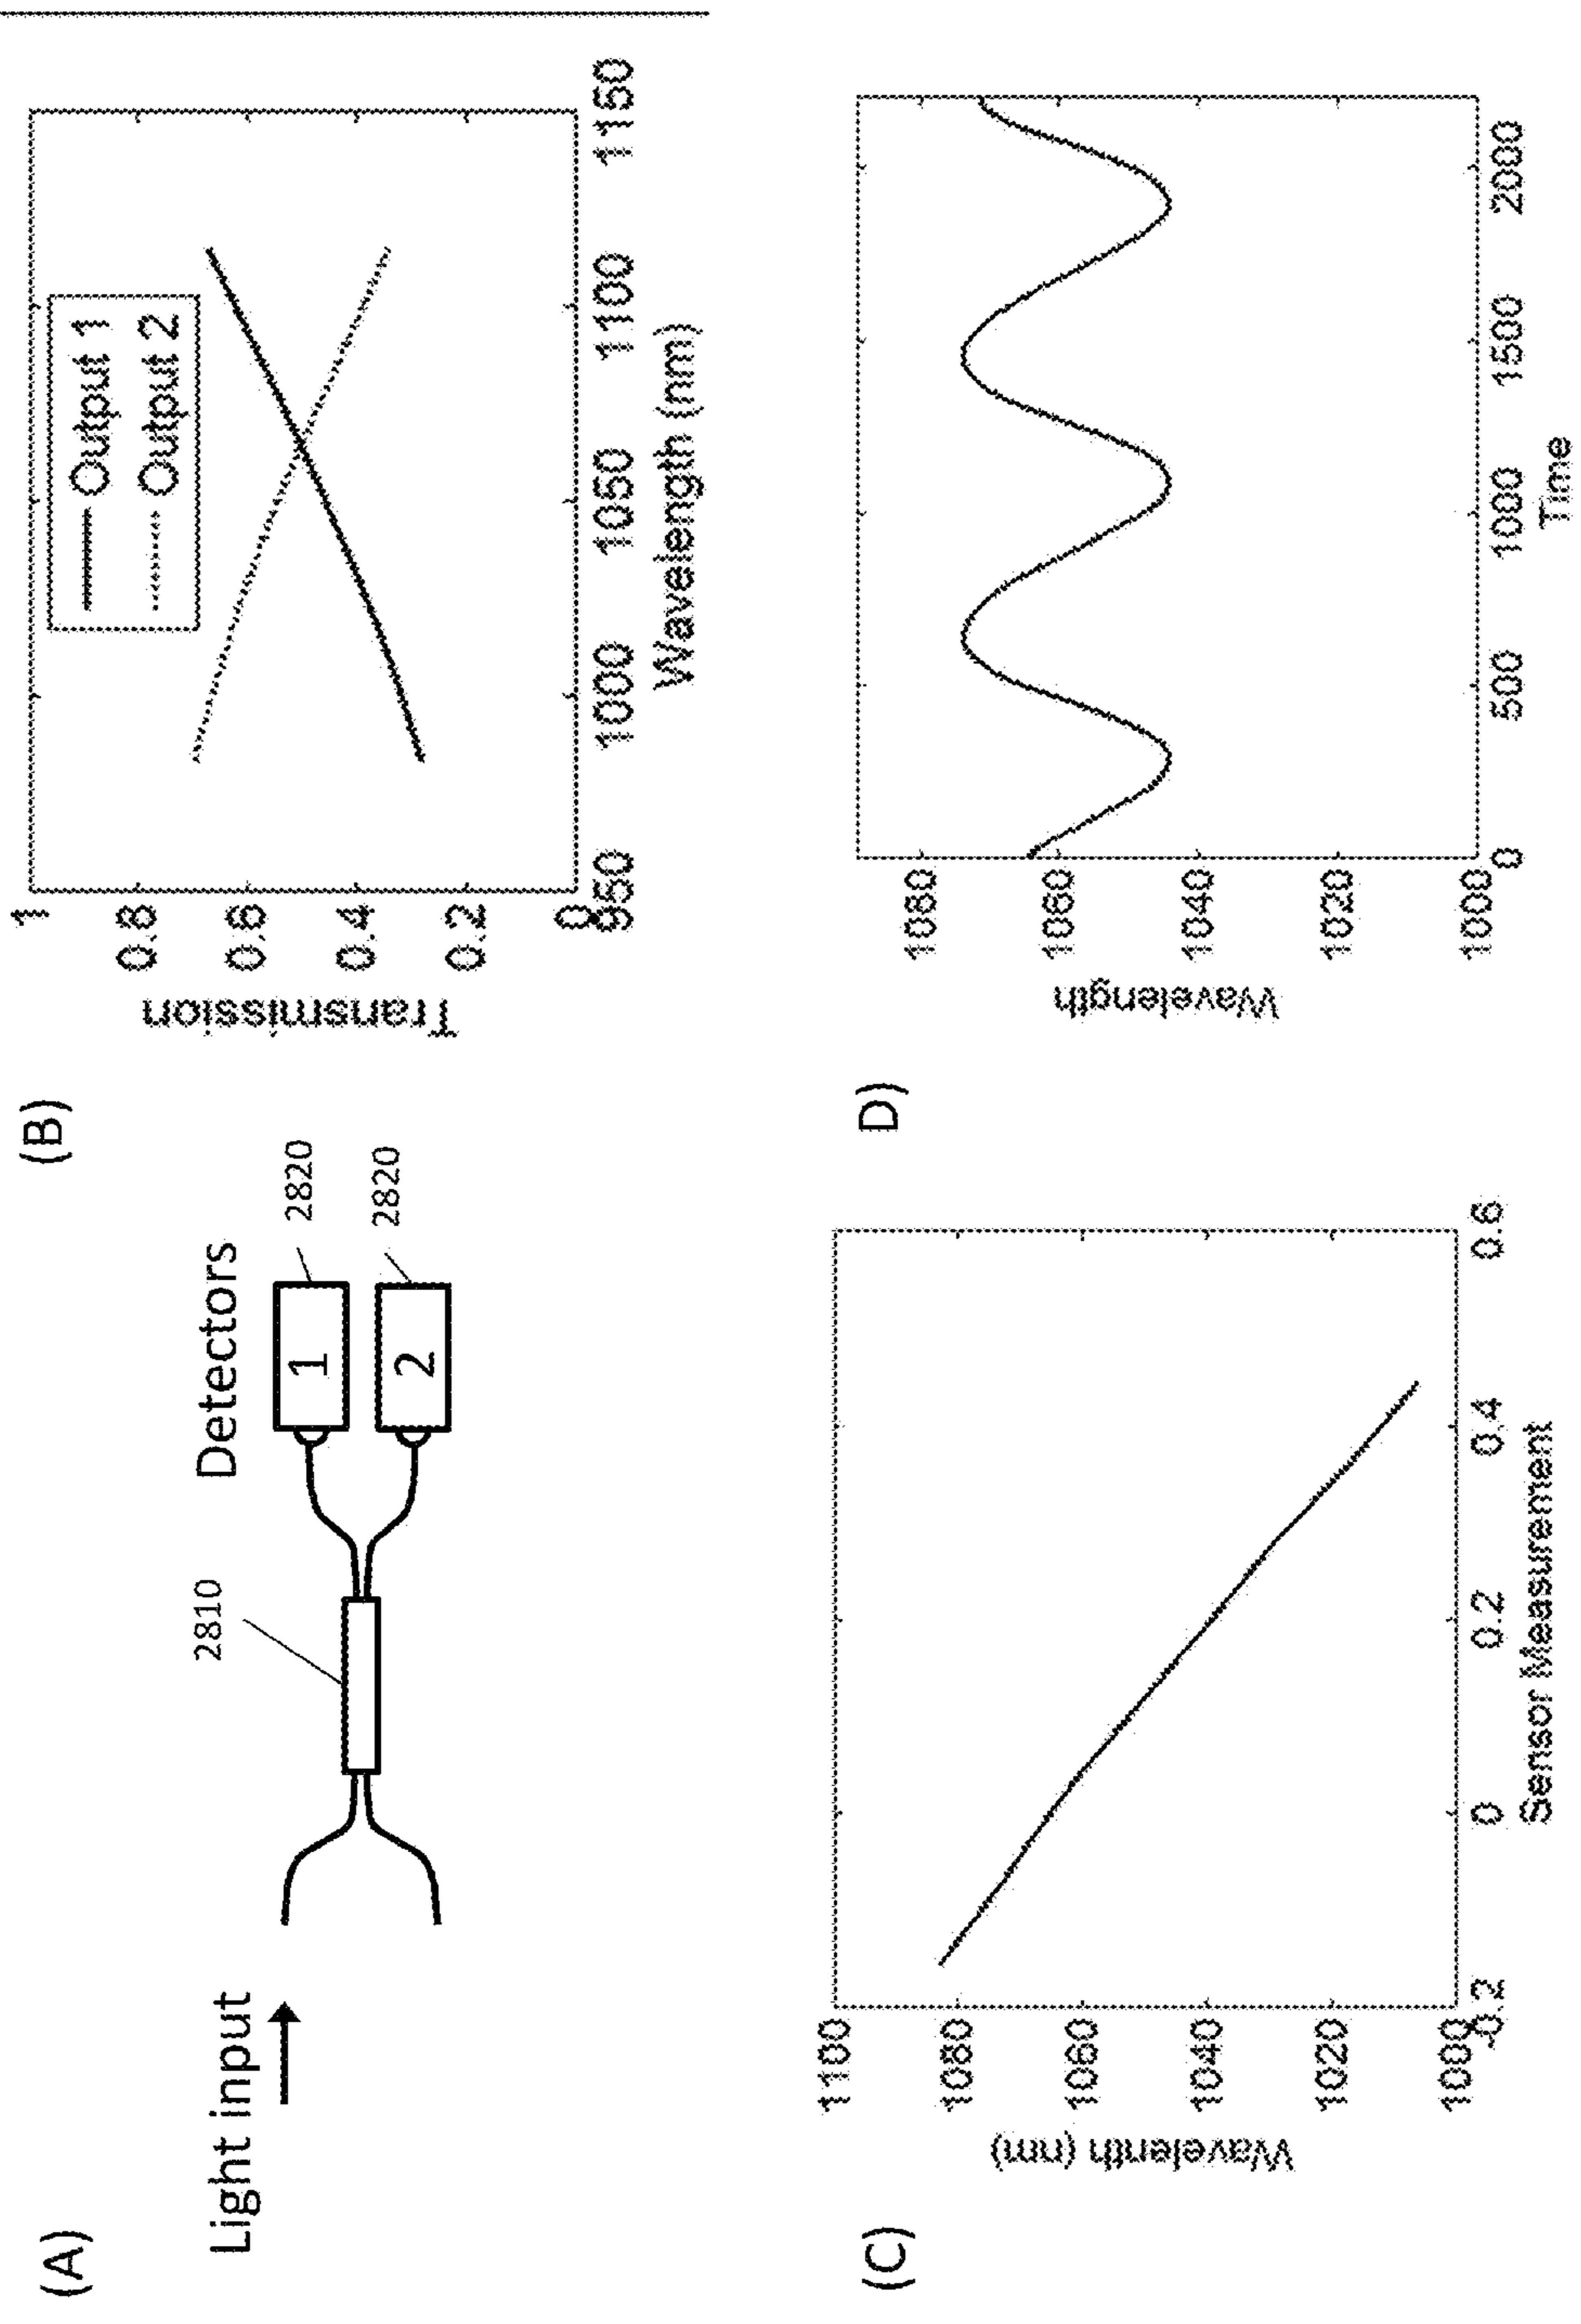 (A)
Light input
2810
Detectors
1
2
2820
2820
(B)
Transmission
1
0.8
0.6
0.4
0.2
0
950
1000
1050
1100
1150
Wavelength (nm)
Output 1
Output 2
(C)
Wavelenth (nm)
1100
1080
1060
1040
1020
1000
-0.2
0
0.2
0.4
0.6
Sensor Measurement
D)
Wavelength
1080
1060
1040
1020
1000
0
500
1000
1500
2000
Time